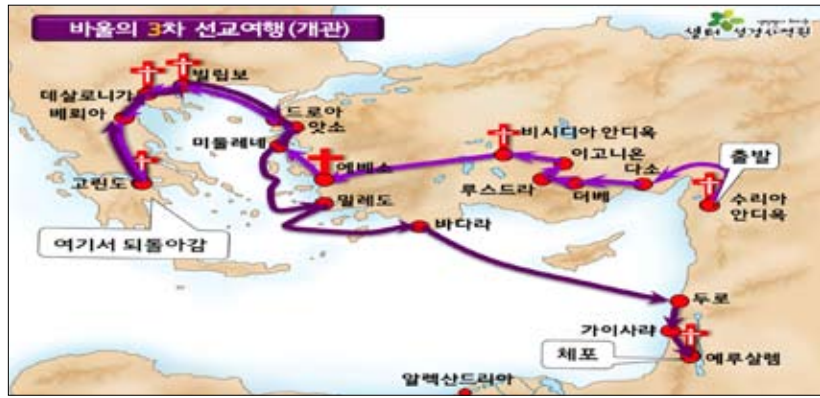 바울의 3차 선교여행(개관)
샘터 성경사역원
빌립보
데살로니가
베뢰아
드로아
앗소
미둘레네
비시디아 안디옥
이고니온
에베소
다소
출발
고린도
루스드라
더베
수리아
안디옥
밀레도
바다라
여기서 되돌아감
두로
가이사랴
체포
예루살렘
알렉산드리아